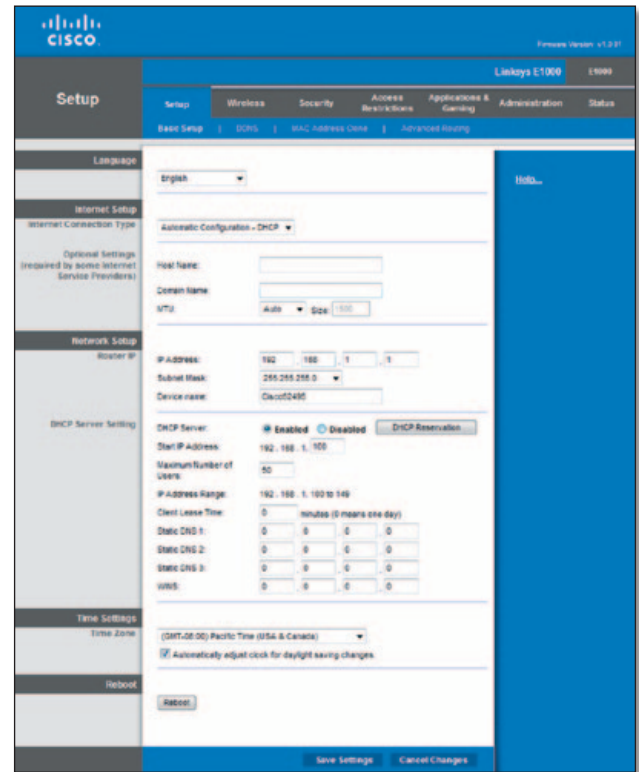 CISCO
Firmware Version: v1.0.01
Linksys E1000 E1000
Setup
Setup Wireless Security Access Restrictions Applications & Gaming Administration Status
Basic Setup | DDNS | MAC Address Clone | Advanced Routing
Language
English
Help...
Internet Setup
Internet Connection Type
Automatic Configuration - DHCP
Optional Settings
(required by some Internet
Service Providers)
Host Name:
Domain Name:
MTU: Auto Size: 1500
Network Setup
Router IP
IP Address: 192 . 168 . 1 . 1
Subnet Mask: 255.255.255.0
Device name: Cisco52495
DHCP Server Setting
DHCP Server: Enabled Disabled DHCP Reservation
Start IP Address: 192 . 168 . 1. 100
Maximum Number of
Users: 50
IP Address Range: 192 . 168 . 1. 100 to 149
Client Lease Time: 0 minutes (0 means one day)
Static DNS 1: 0 . 0 . 0 . 0
Static DNS 2: 0 . 0 . 0 . 0
Static DNS 3: 0 . 0 . 0 . 0
WINS: 0 . 0 . 0 . 0
Time Settings
Time Zone
(GMT-08:00) Pacific Time (USA & Canada)
Automatically adjust clock for daylight saving changes.
Reboot
Reboot
Save Settings Cancel Changes